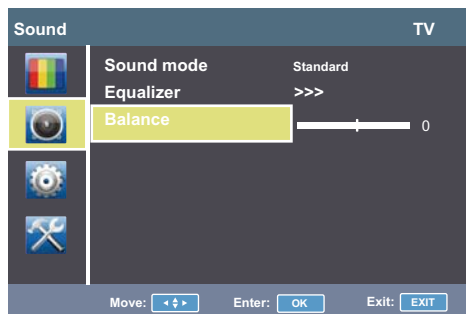 Sound TV
Sound mode Standard
Equalizer >>>
Balance 0
Move: Enter: OK Exit: EXIT